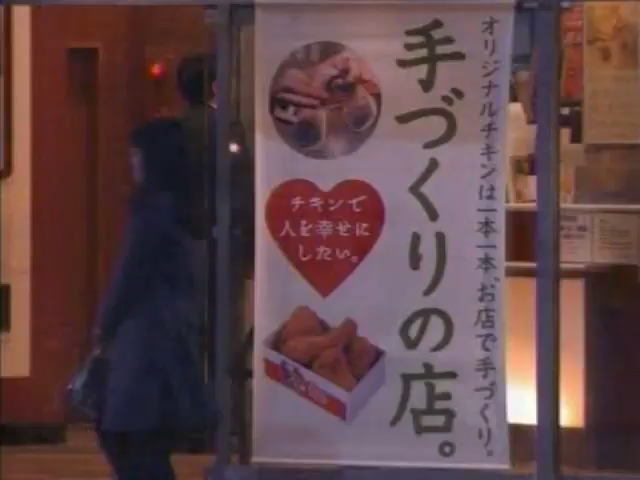 オリジナルチキンは一本一本、お店で手づくり。
手づくりの店。
チキンで
人を幸せに
したい。